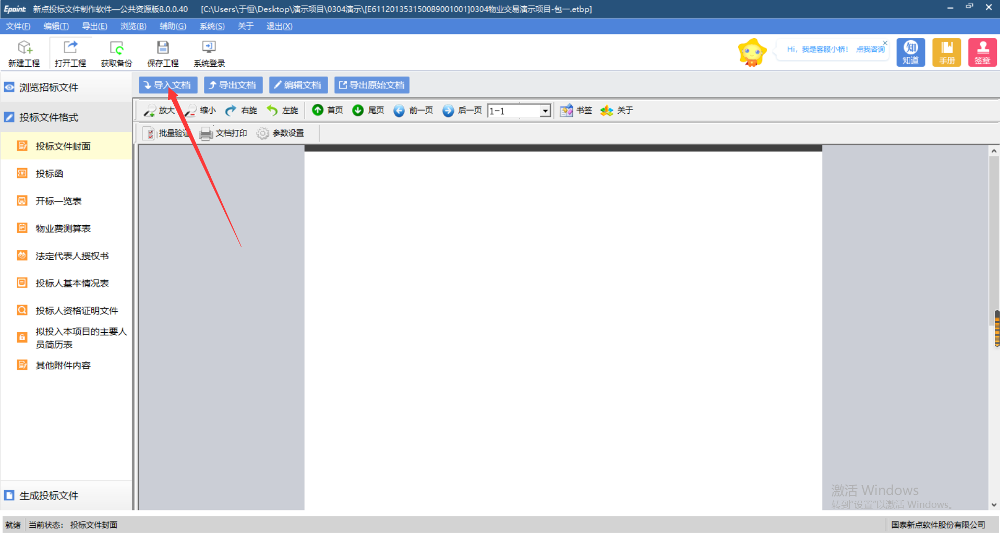 Epoint 新点投标文件制作软件—公共资源版8.0.0.40 [C:\Users\于恒\Desktop\演示项目\0304演示\[E611201353150089001001]0304物业交易演示项目-包一.etbp]
文件(F) 编辑(T) 导出(E) 浏览(B) 辅助(G) 系统(S) 关于 退出(X)
新建工程 打开工程 获取备份 保存工程 系统登录
Hi，我是客服小桥！ 点我咨询
知
知道 手册 签章
浏览招标文件
导入文档 导出文档 编辑文档 导出原始文档
投标文件格式
放大 缩小 右旋 左旋 首页 尾页 前一页 后一页 1-1 书签 关于
批量验证 文档打印 参数设置
投标文件封面
投标函
开标一览表
物业费测算表
法定代表人授权书
投标人基本情况表
投标人资格证明文件
拟投入本项目的主要人
员简历表
其他附件内容
生成投标文件
激活 Windows
转到"设置"以激活 Windows。
就绪 当前状态： 投标文件封面 国泰新点软件股份有限公司